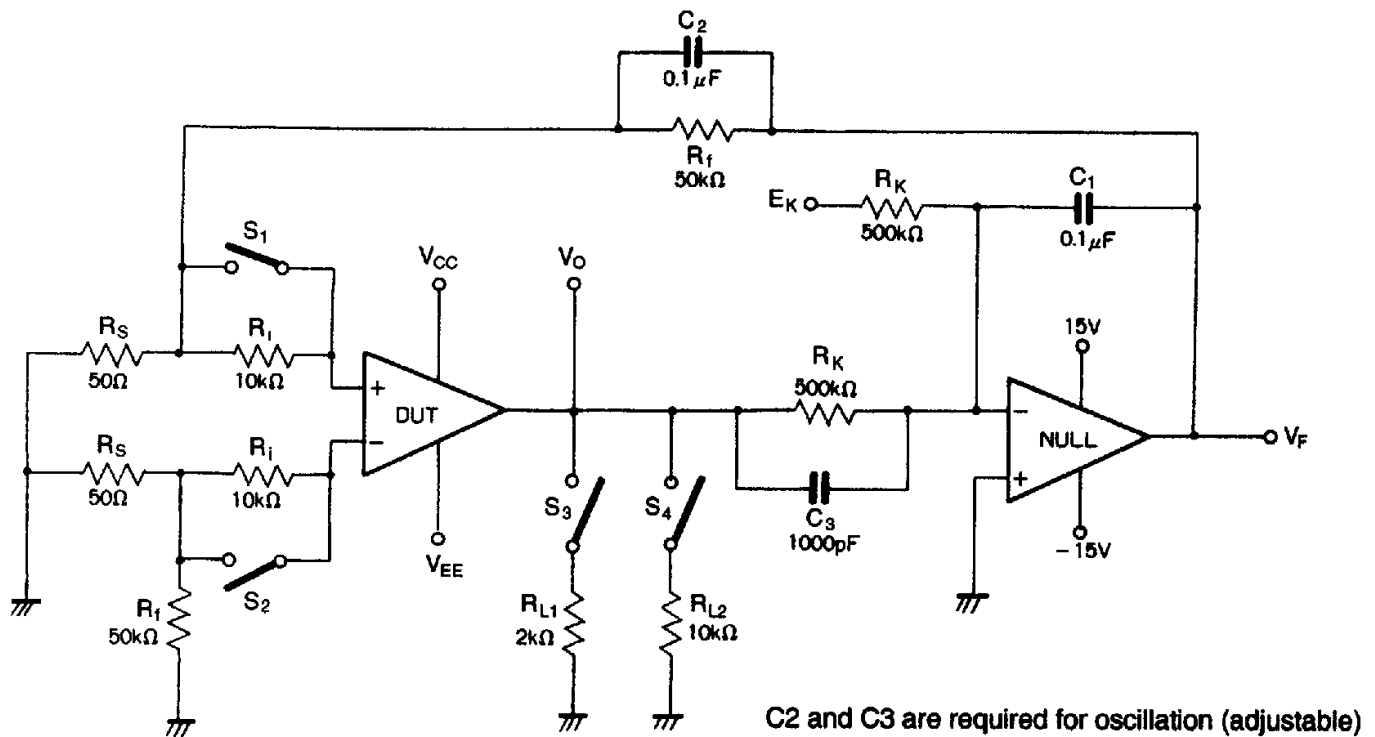 C2
0.1μF
Rf
50kΩ
EK
RK
500kΩ
C1
0.1μF
S1
VCC
VO
RS
50Ω
RI
10kΩ
+
DUT
−
RK
500kΩ
15V
−
NULL
+
VF
RS
50Ω
Ri
10kΩ
C3
1000pF
S3
S4
−15V
VEE
S2
Rf
50kΩ
RL1
2kΩ
RL2
10kΩ
C2 and C3 are required for oscillation (adjustable)